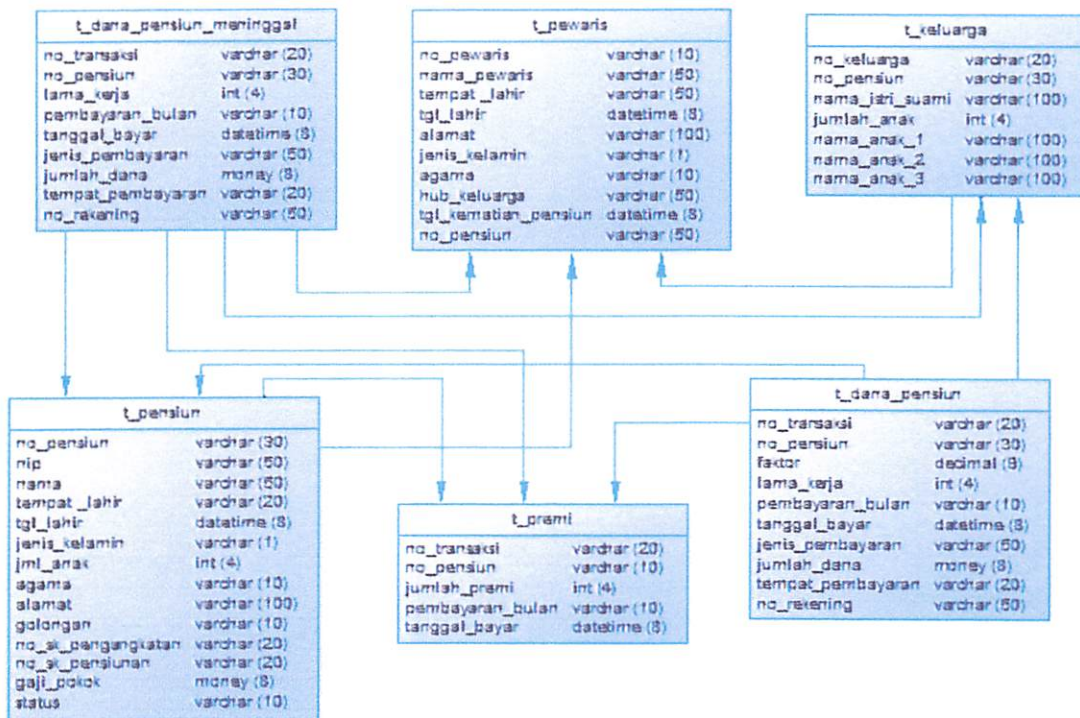 t_dana_pensiun_meninggal
no_transaksi varchar (20)
no_pensiun varchar (30)
lama_kerja int (4)
pembayaran_bulan varchar (10)
tanggal_bayar datetime (8)
jenis_pembayaran varchar (50)
jumlah_dana money (8)
tempat_pembayaran varchar (20)
no_rekening varchar (50)
t_pewaris
no_pewaris varchar (10)
nama_pewaris varchar (50)
tempat_lahir varchar (50)
tgl_lahir datetime (8)
alamat varchar (100)
jenis_kelamin varchar (1)
agama varchar (10)
hub_keluarga varchar (50)
tgl_kematian_pensiun datetime (8)
no_pensiun varchar (50)
t_keluarga
no_keluarga varchar (20)
no_pensiun varchar (30)
nama_istri_suami varchar (100)
jumlah_anak int (4)
nama_anak_1 varchar (100)
nama_anak_2 varchar (100)
nama_anak_3 varchar (100)
t_pensiun
no_pensiun varchar (30)
nip varchar (50)
nama varchar (50)
tempat_lahir varchar (20)
tgl_lahir datetime (8)
jenis_kelamin varchar (1)
jml_anak int (4)
agama varchar (10)
alamat varchar (100)
golongan varchar (10)
no_sk_pengangkatan varchar (20)
no_sk_pensiunan varchar (20)
gaji_pokok money (8)
status varchar (10)
t_premi
no_transaksi varchar (20)
no_pensiun varchar (10)
jumlah_premi int (4)
pembayaran_bulan varchar (10)
tanggal_bayar datetime (8)
t_dana_pensiun
no_transaksi varchar (20)
no_pensiun varchar (30)
faktor decimal (9)
lama_kerja int (4)
pembayaran_bulan varchar (10)
tanggal_bayar datetime (8)
jenis_pembayaran varchar (50)
jumlah_dana money (8)
tempat_pembayaran varchar (20)
no_rekening varchar (50)